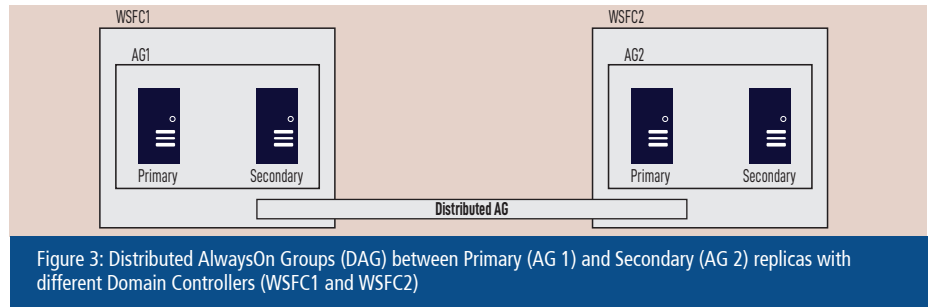 WSFC1
WSFC2
AG1
AG2
Primary
Secondary
Primary
Secondary
Distributed AG
Figure 3: Distributed AlwaysOn Groups (DAG) between Primary (AG 1) and Secondary (AG 2) replicas with
different Domain Controllers (WSFC1 and WSFC2)